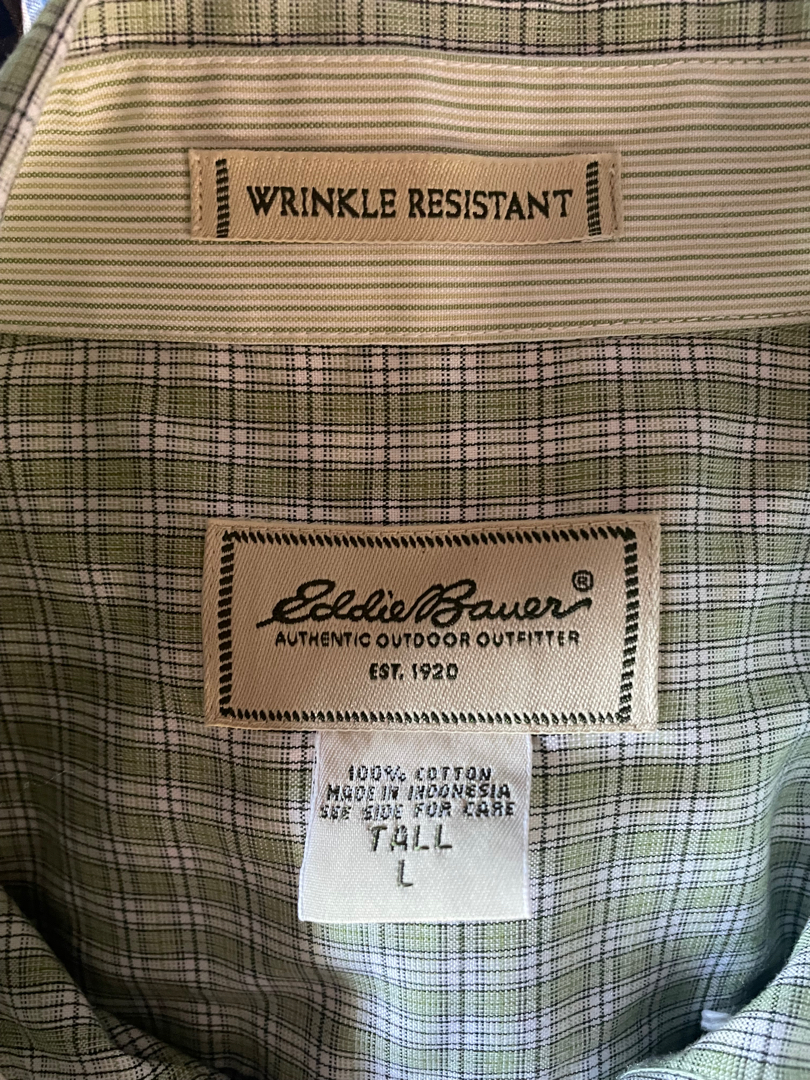 WRINKLE RESISTANT
Eddie Bauer®
AUTHENTIC OUTDOOR OUTFITTER
EST. 1920
100% COTTON
MADE IN INDONESIA
SEE SIDE FOR CARE
TALL
L